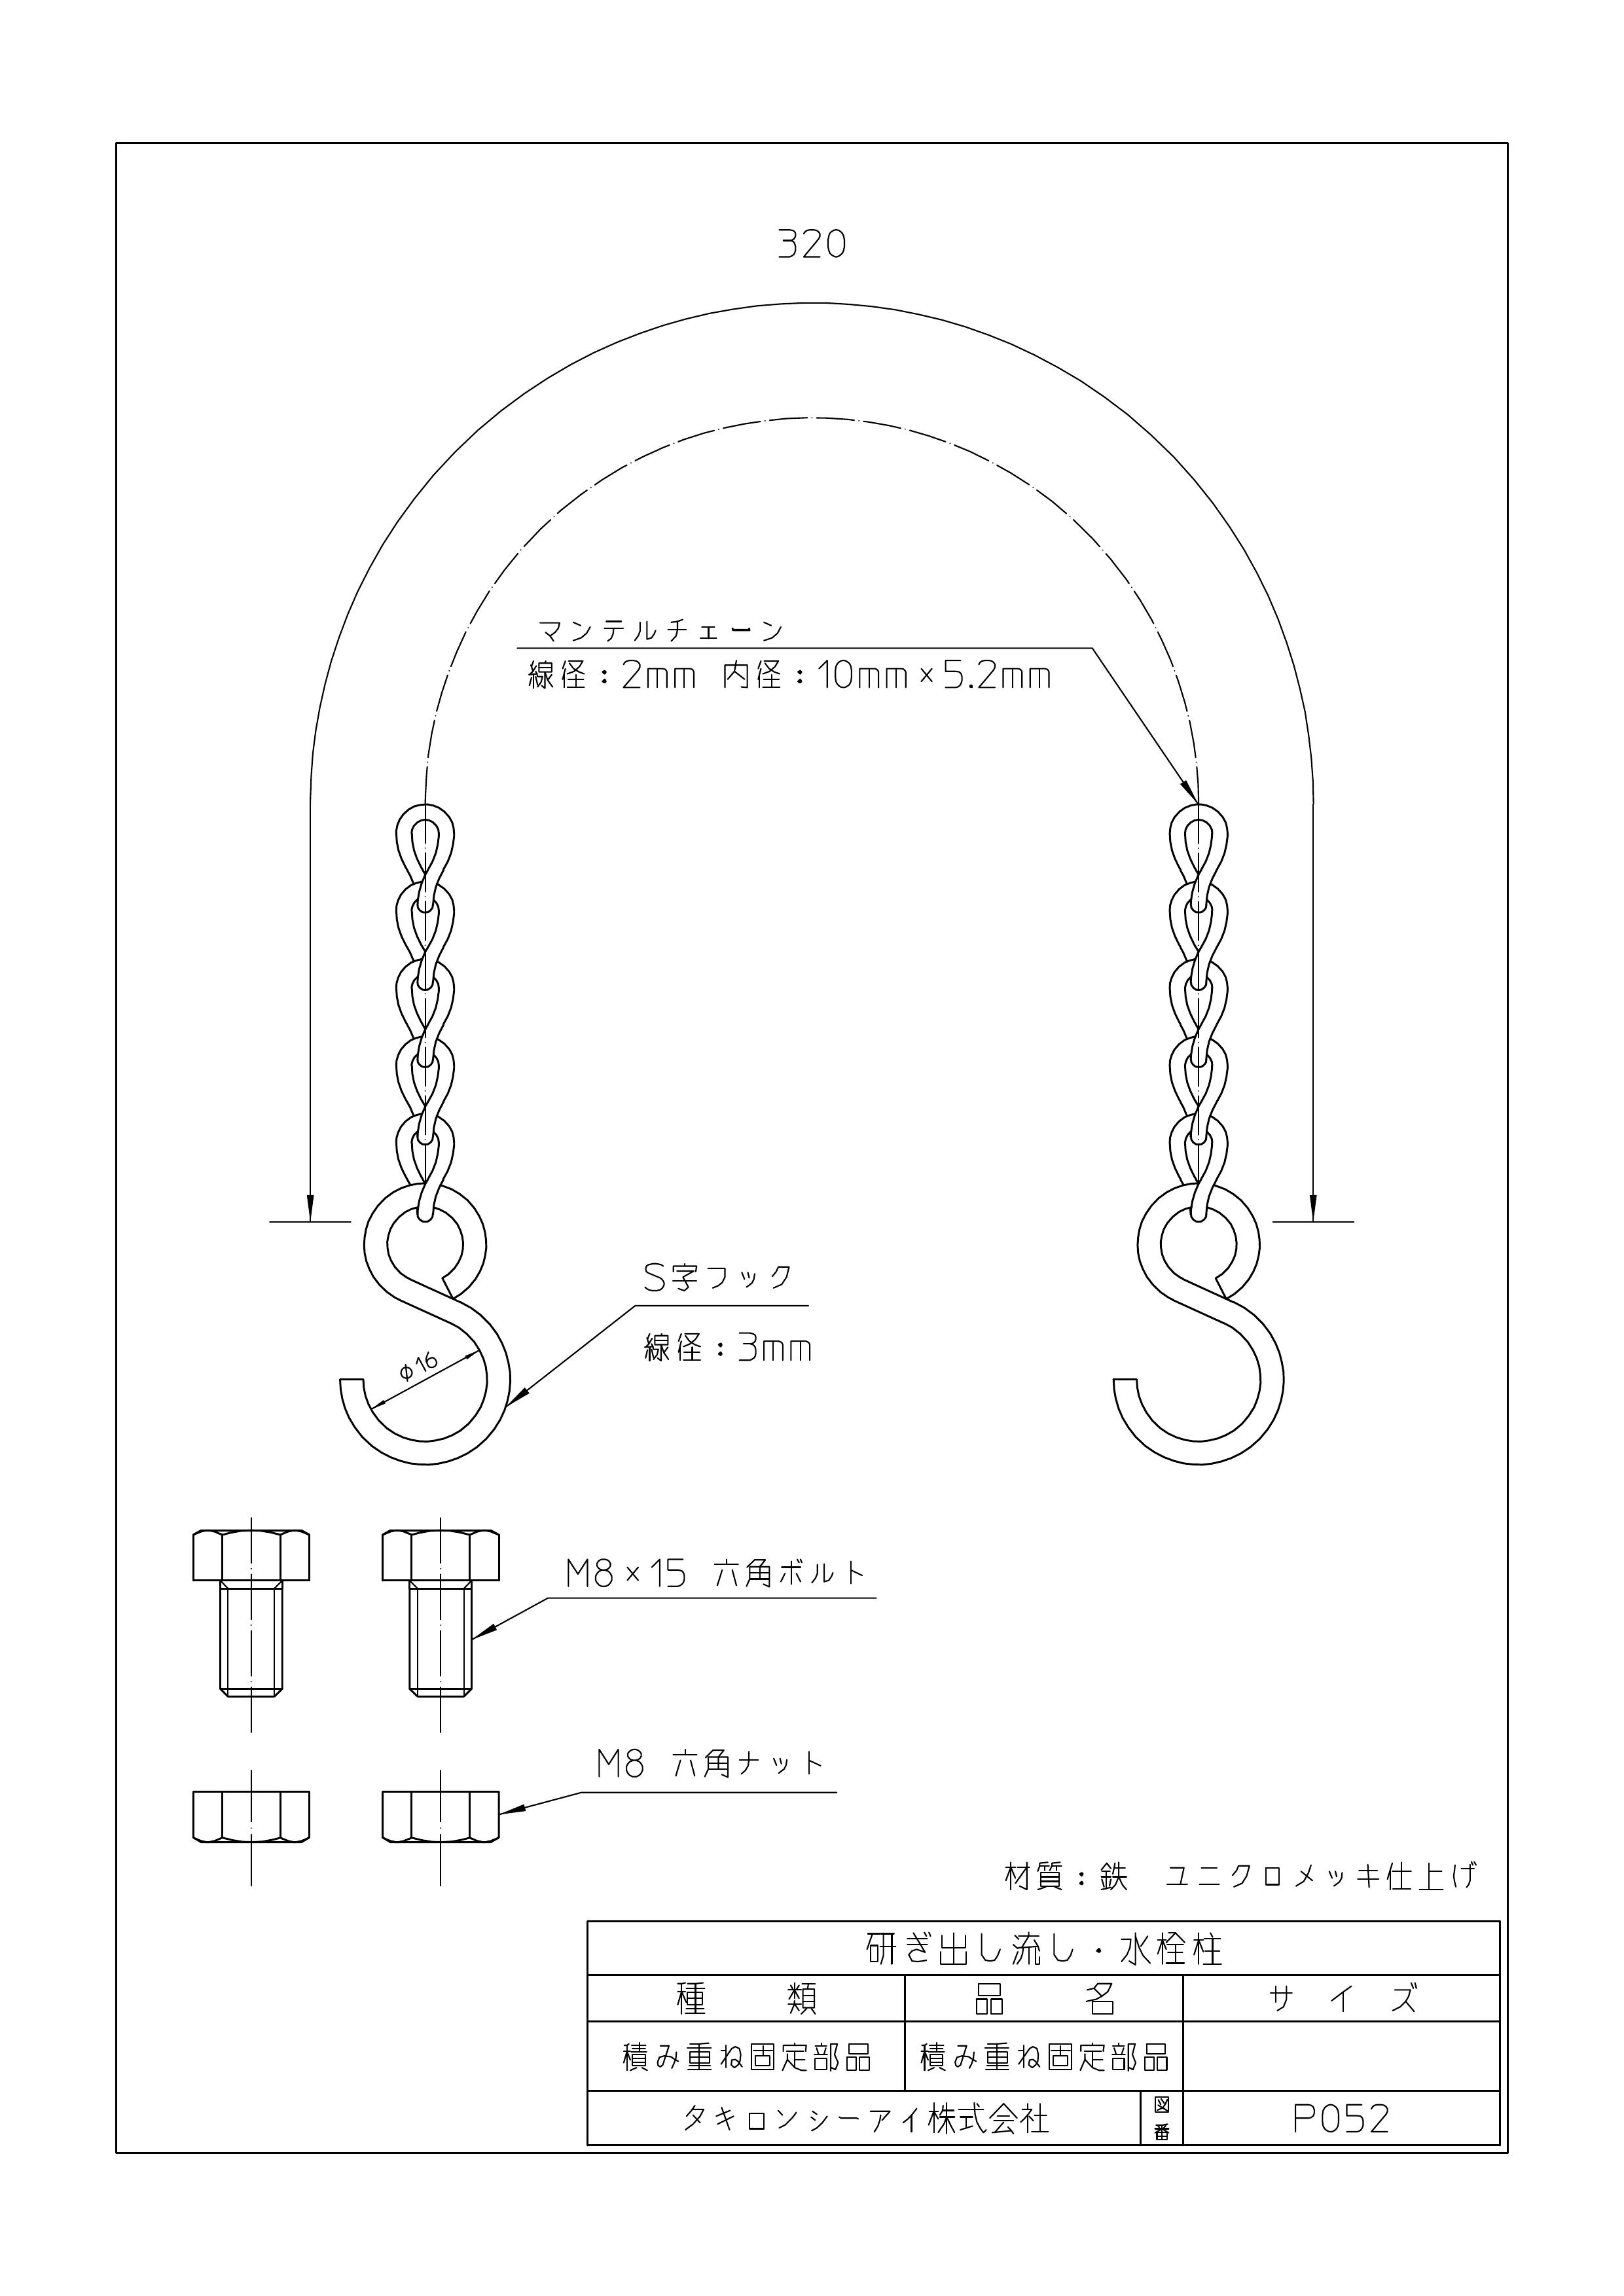 320
マンテルチェーン
線径：2mm 内径：10mm×5.2mm
S字フック
線径：3mm
φ16
M8×15 六角ボルト
M8 六角ナット
材質：鉄 ユニクロメッキ仕上げ
研ぎ出し流し・水栓柱
種類 品名 サイズ
積み重ね固定部品 積み重ね固定部品
タキロンシーアイ株式会社 図番 P052